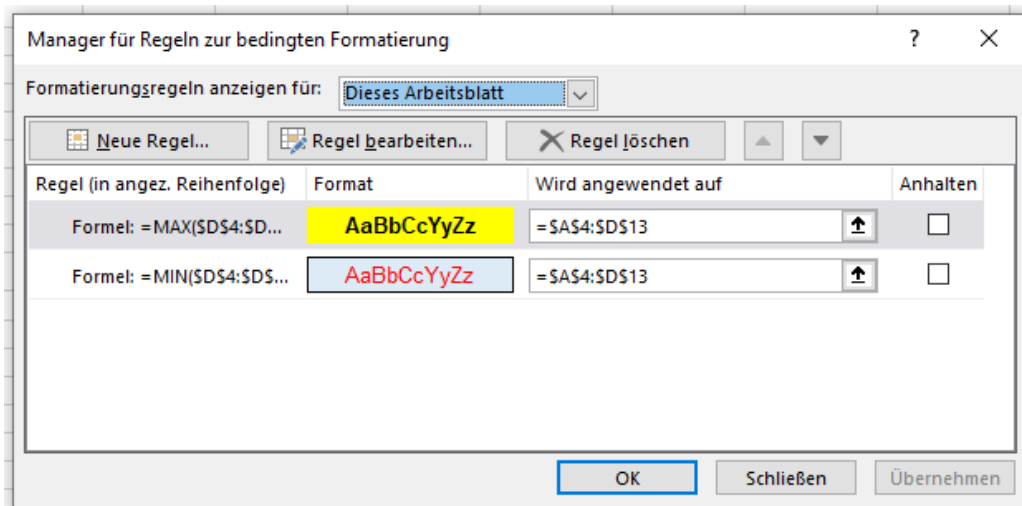 Manager für Regeln zur bedingten Formatierung ? ✕
Formatierungsregeln anzeigen für: Dieses Arbeitsblatt
Neue Regel... Regel bearbeiten... Regel löschen
Regel (in angez. Reihenfolge) Format Wird angewendet auf Anhalten
Formel: =MAX($D$4:$D... AaBbCcYyZz =$A$4:$D$13
Formel: =MIN($D$4:$D$... AaBbCcYyZz =$A$4:$D$13
OK Schließen Übernehmen